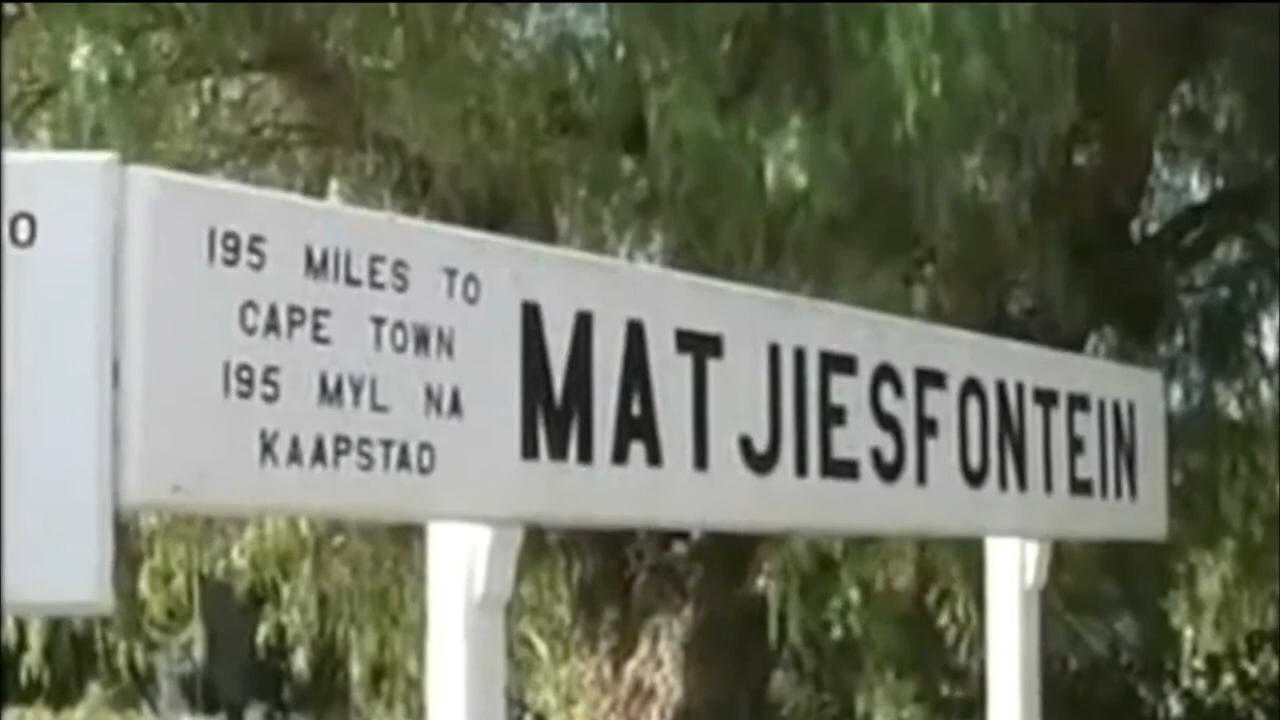 O
195 MILES TO
CAPE TOWN
195 MYL NA
KAAPSTAD
MATJIESFONTEIN